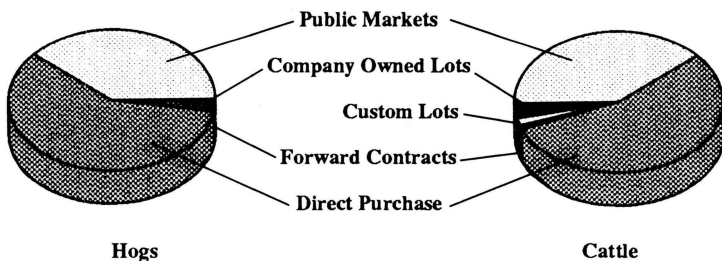 Public Markets
Company Owned Lots
Custom Lots
Forward Contracts
Direct Purchase
Hogs
Cattle